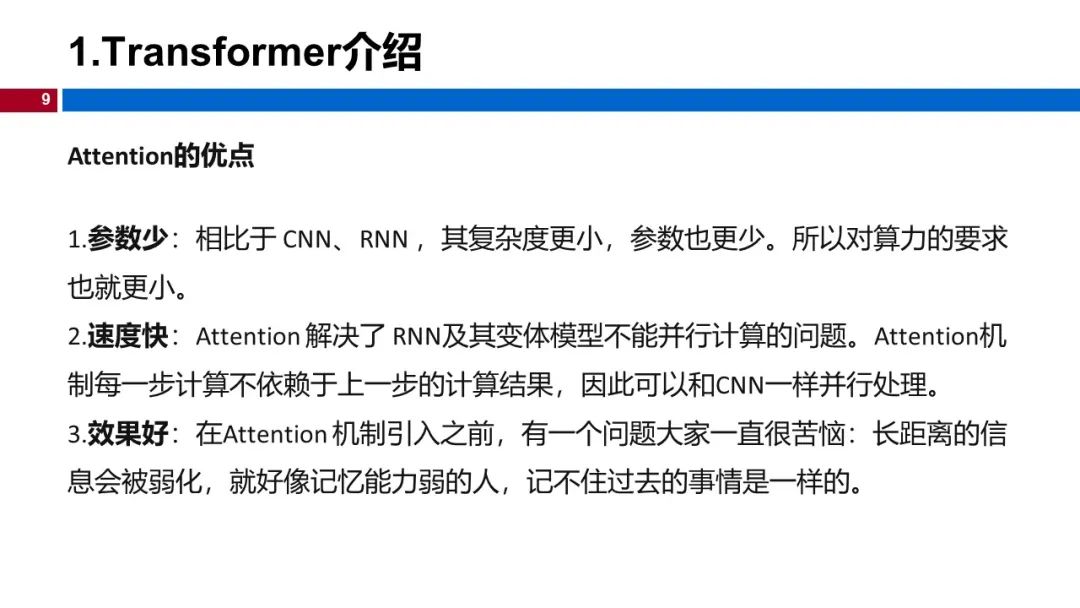 1.Transformer介绍
9
Attention的优点
1.参数少：相比于 CNN、RNN ，其复杂度更小，参数也更少。所以对算力的要求
也就更小。
2.速度快：Attention 解决了 RNN及其变体模型不能并行计算的问题。Attention机
制每一步计算不依赖于上一步的计算结果，因此可以和CNN一样并行处理。
3.效果好：在Attention 机制引入之前，有一个问题大家一直很苦恼：长距离的信
息会被弱化，就好像记忆能力弱的人，记不住过去的事情是一样的。